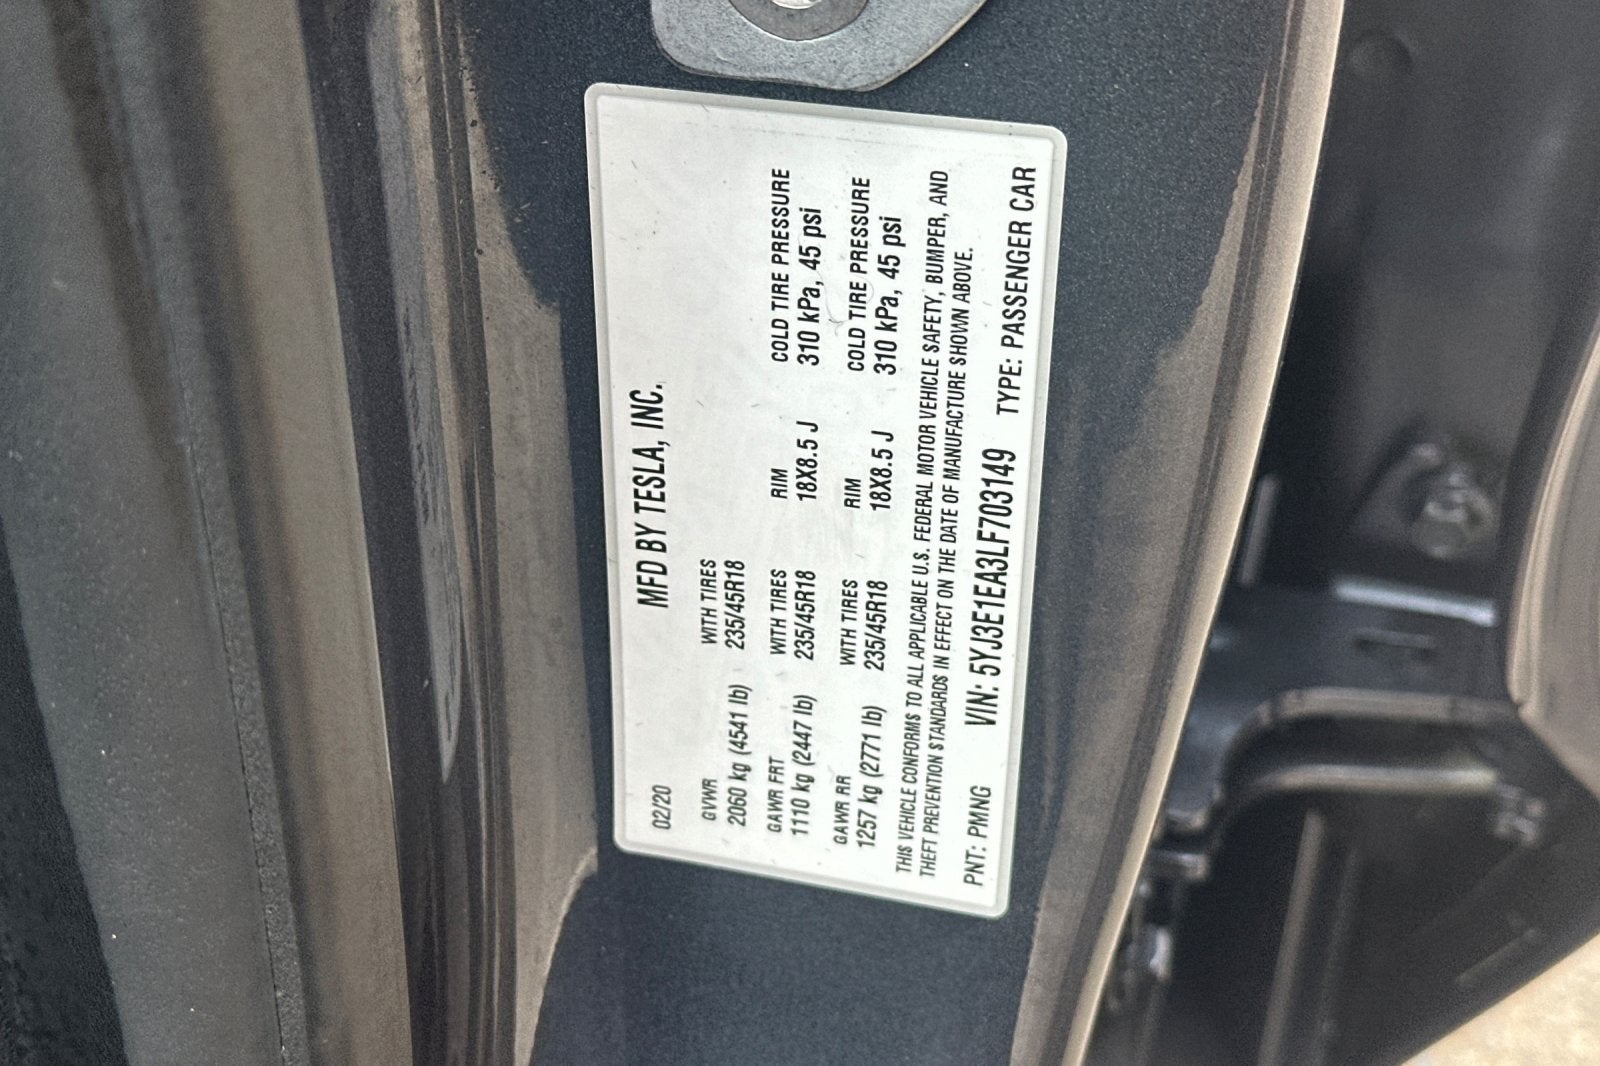 MFD BY TESLA, INC.
02/20
GVWR WITH TIRES
2060 kg (4541 lb) 235/45R18
GAWR FRT WITH TIRES RIM COLD TIRE PRESSURE
1110 kg (2447 lb) 235/45R18 18X8.5 J 310 kPa, 45 psi
GAWR RR WITH TIRES RIM COLD TIRE PRESSURE
1257 kg (2771 lb) 235/45R18 18X8.5 J 310 kPa, 45 psi
THIS VEHICLE CONFORMS TO ALL APPLICABLE U.S. FEDERAL MOTOR VEHICLE SAFETY, BUMPER, AND
THEFT PREVENTION STANDARDS IN EFFECT ON THE DATE OF MANUFACTURE SHOWN ABOVE.
PNT: PMNG VIN: 5YJ3E1EA3LF703149 TYPE: PASSENGER CAR